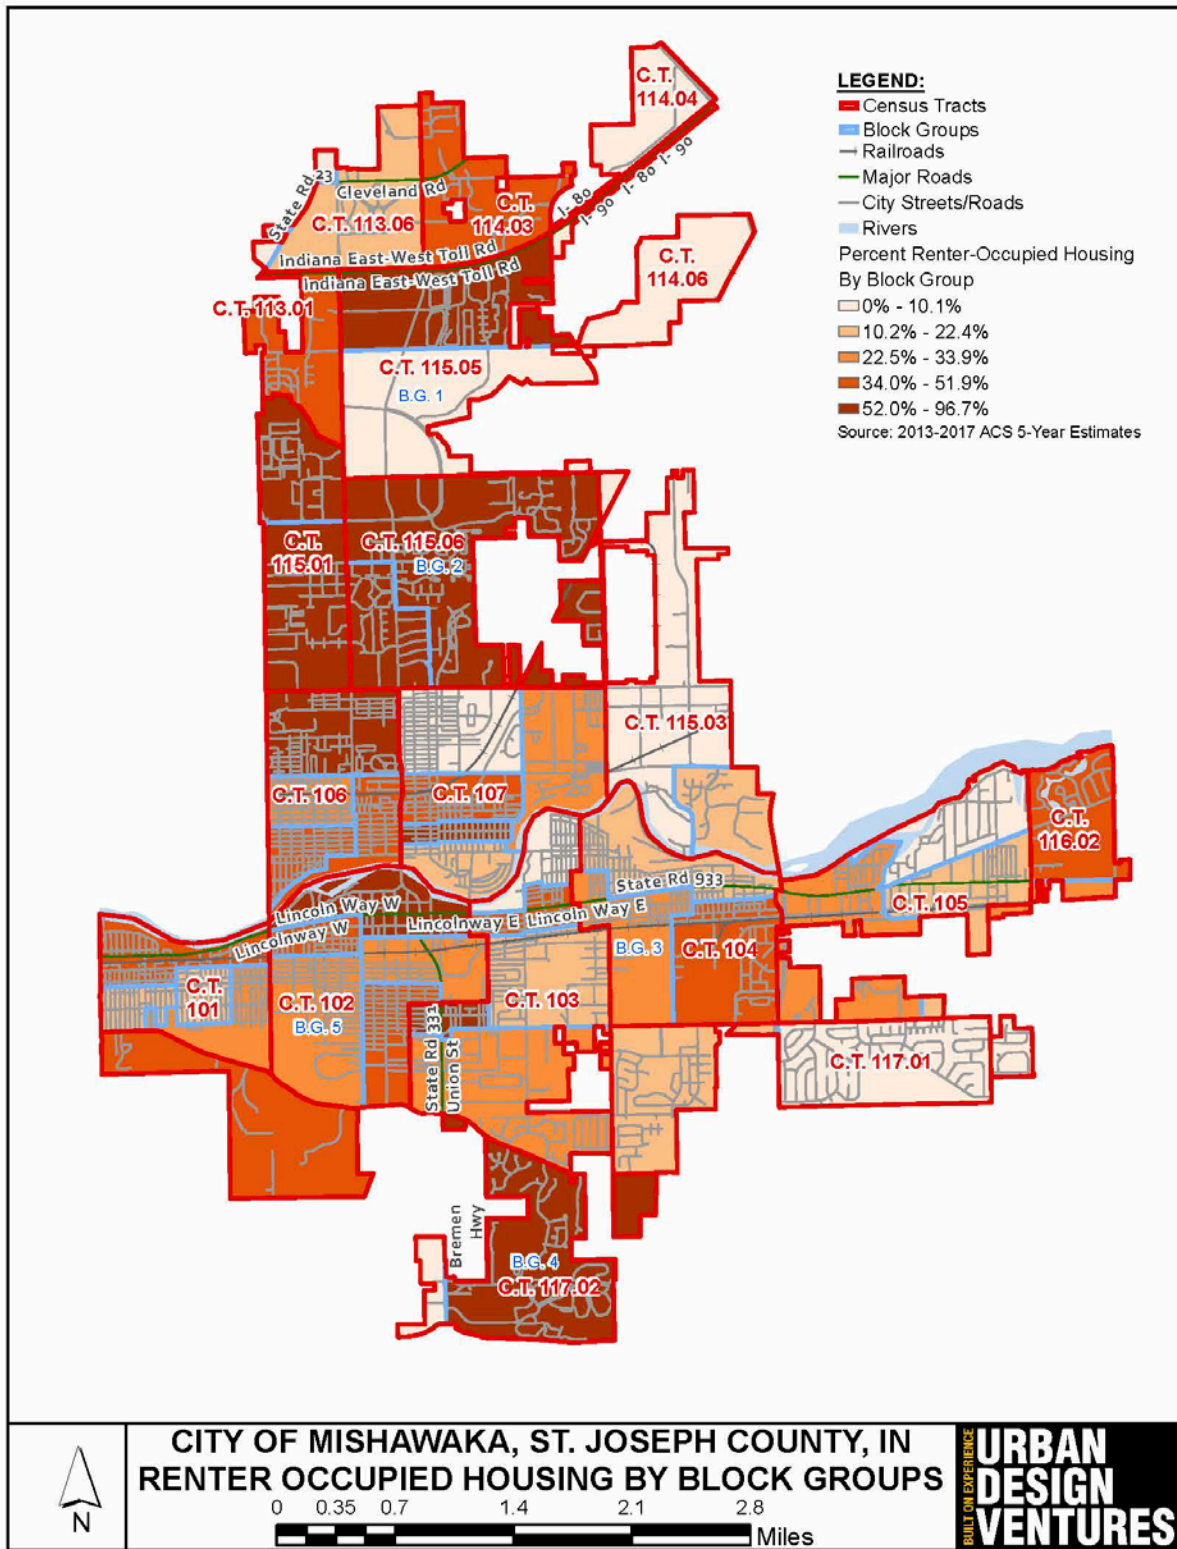 C.T.
114.04
LEGEND:
Census Tracts
Block Groups
Railroads
Major Roads
City Streets/Roads
Rivers
Percent Renter-Occupied Housing
By Block Group
0% - 10.1%
10.2% - 22.4%
22.5% - 33.9%
34.0% - 51.9%
52.0% - 96.7%
Source: 2013-2017 ACS 5-Year Estimates
State Rd 23
Cleveland Rd
C.T. 113.06
C.T.
114.03
I- 80
I- 90
I- 80
I- 90
Indiana East-West Toll Rd
Indiana East-West Toll Rd
C.T.
114.06
C.T. 113.01
C.T. 115.05
B.G. 1
C.T.
115.01
C.T. 115.06
B.G. 2
C.T. 115.03
C.T. 106
C.T. 107
C.T.
116.02
State Rd 933
C.T. 105
Lincoln Way W
Lincolnway W
Lincolnway E
Lincoln Way E
B.G. 3
C.T. 104
C.T.
101
C.T. 102
B.G. 5
C.T. 103
State Rd 331
Union St
C.T. 117.01
Bremen
Hwy
B.G. 4
C.T. 117.02
N
CITY OF MISHAWAKA, ST. JOSEPH COUNTY, IN
RENTER OCCUPIED HOUSING BY BLOCK GROUPS
0 0.35 0.7 1.4 2.1 2.8
Miles
BUILT ON EXPERIENCE
URBAN
DESIGN
VENTURES